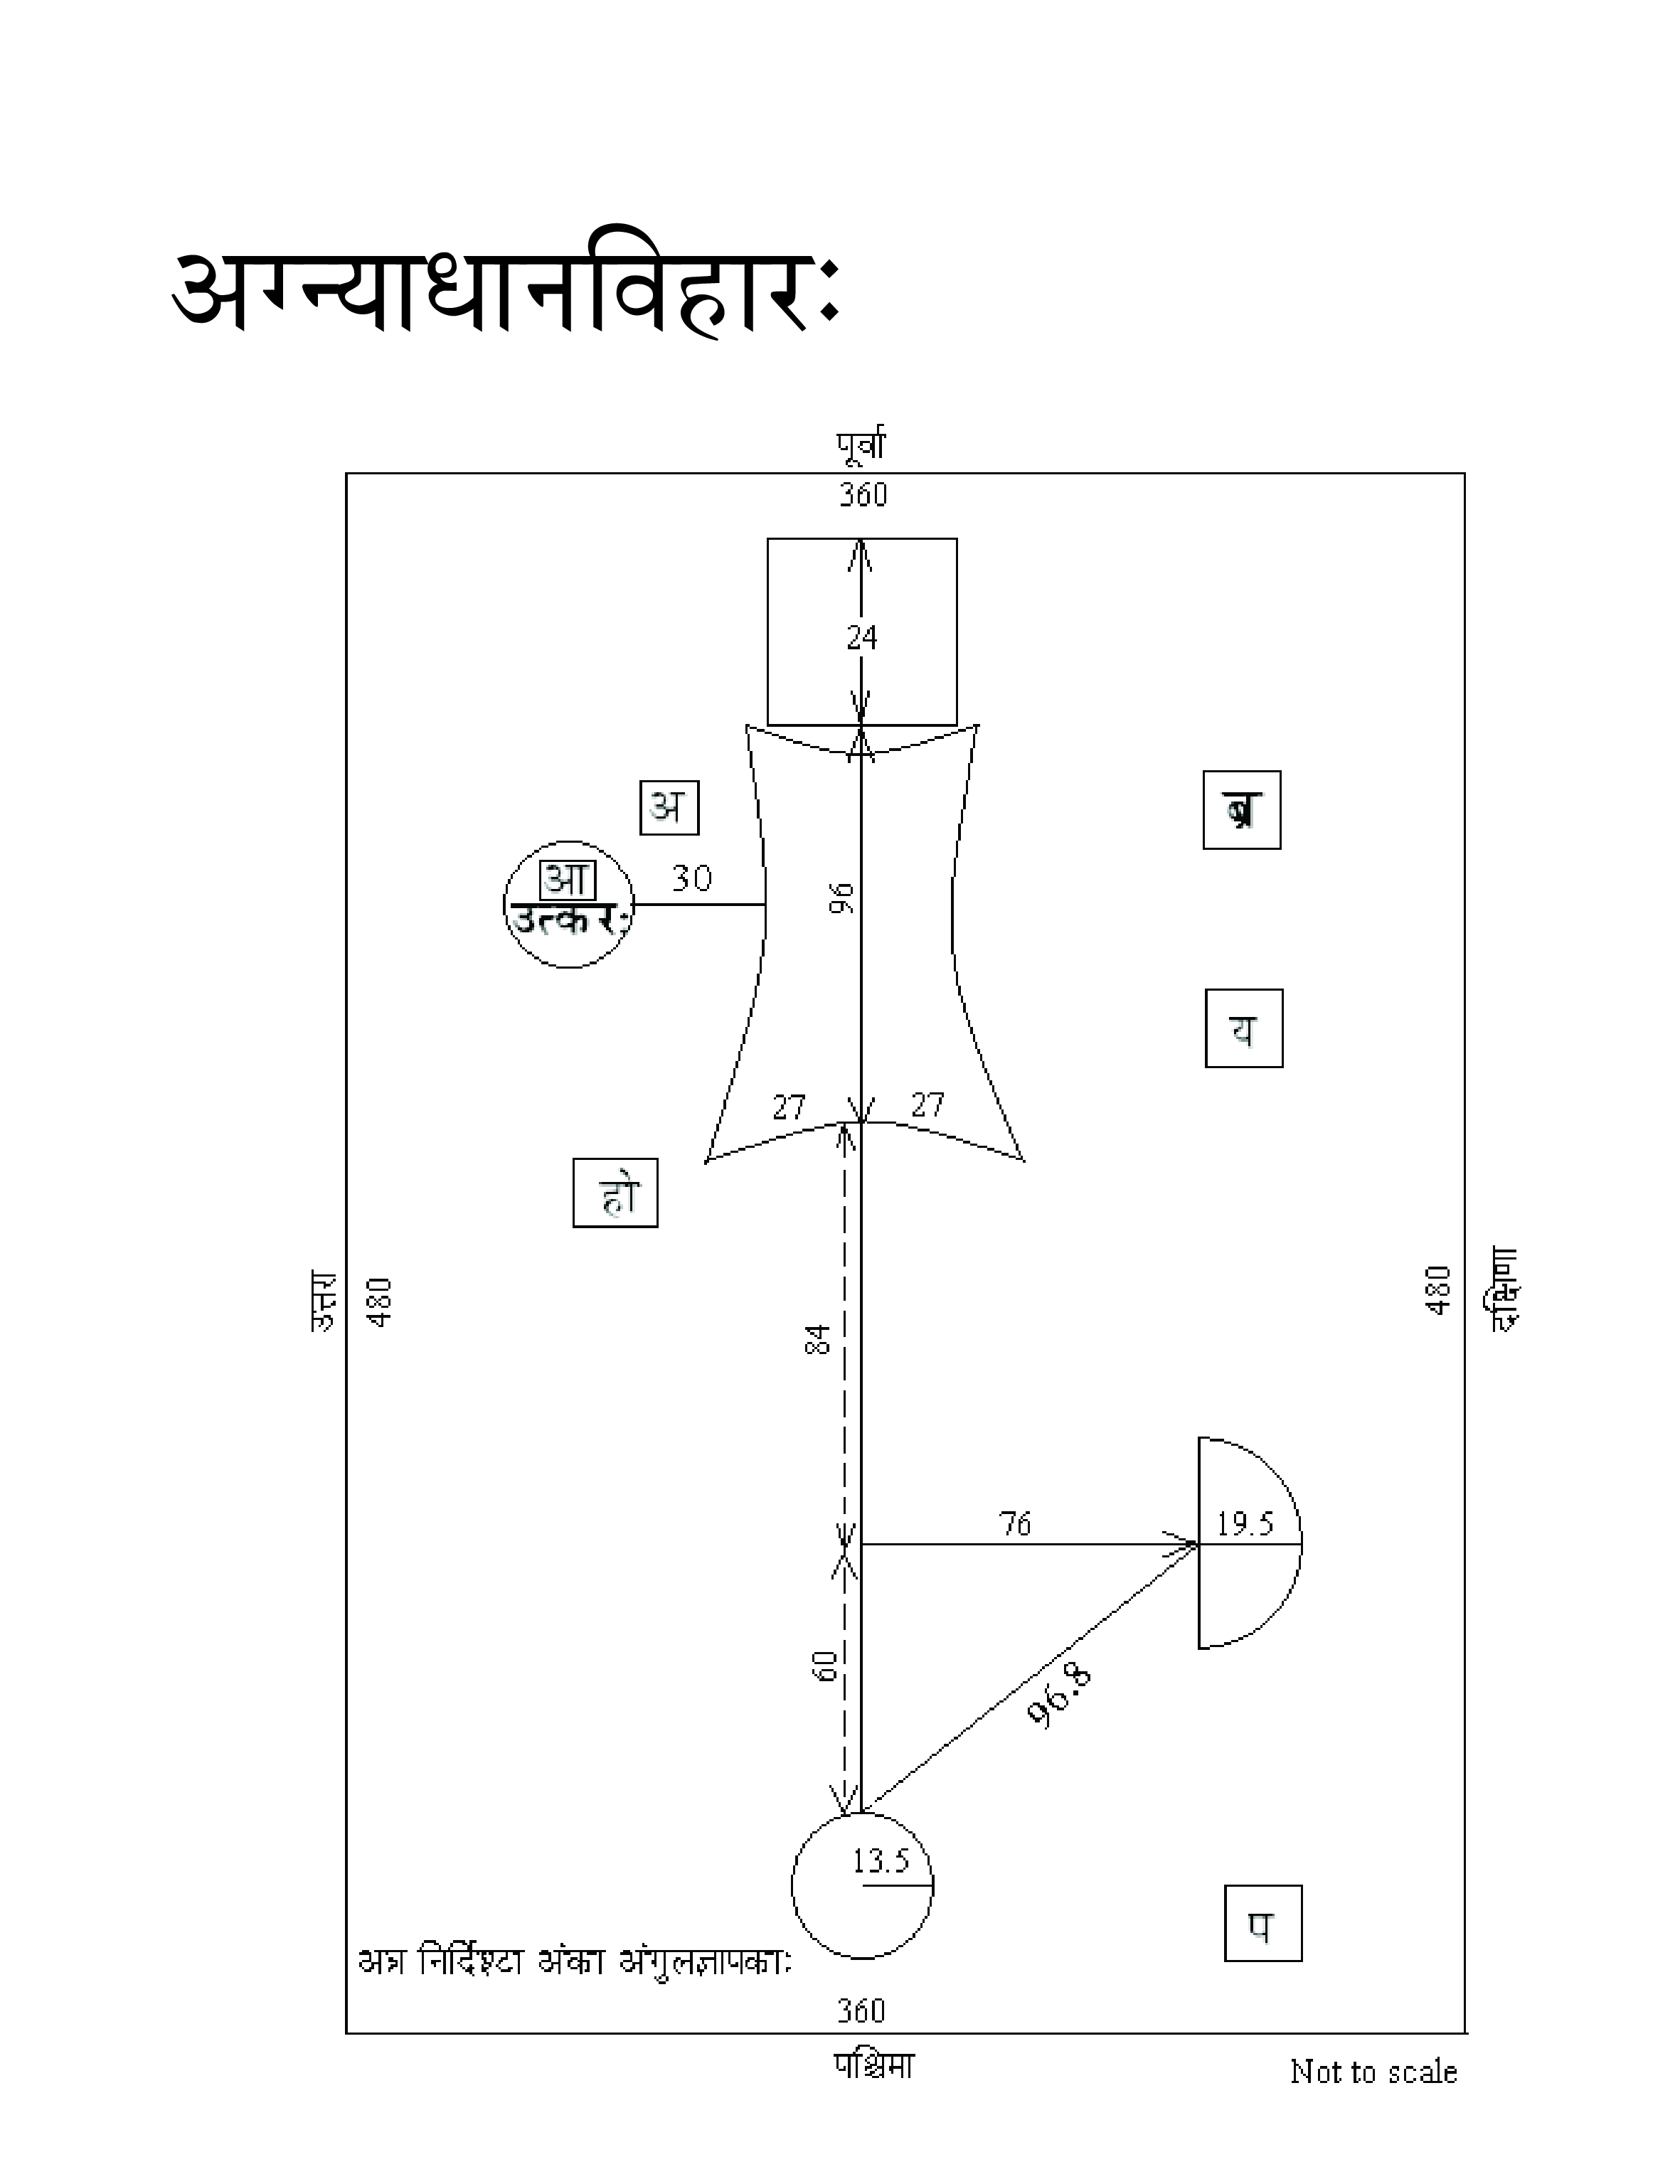 अग्न्याधानविहारः
पूर्वा
360
24
अ
ब्र
आ
30
उत्करः
96
य
27
27
हो
उत्तरा
480
84
480
दक्षिणा
76
19.5
60
96.8
13.5
प
अत्र निर्दिश्टा अंका अंगुलज्ञापकाः
360
पश्चिमा
Not to scale